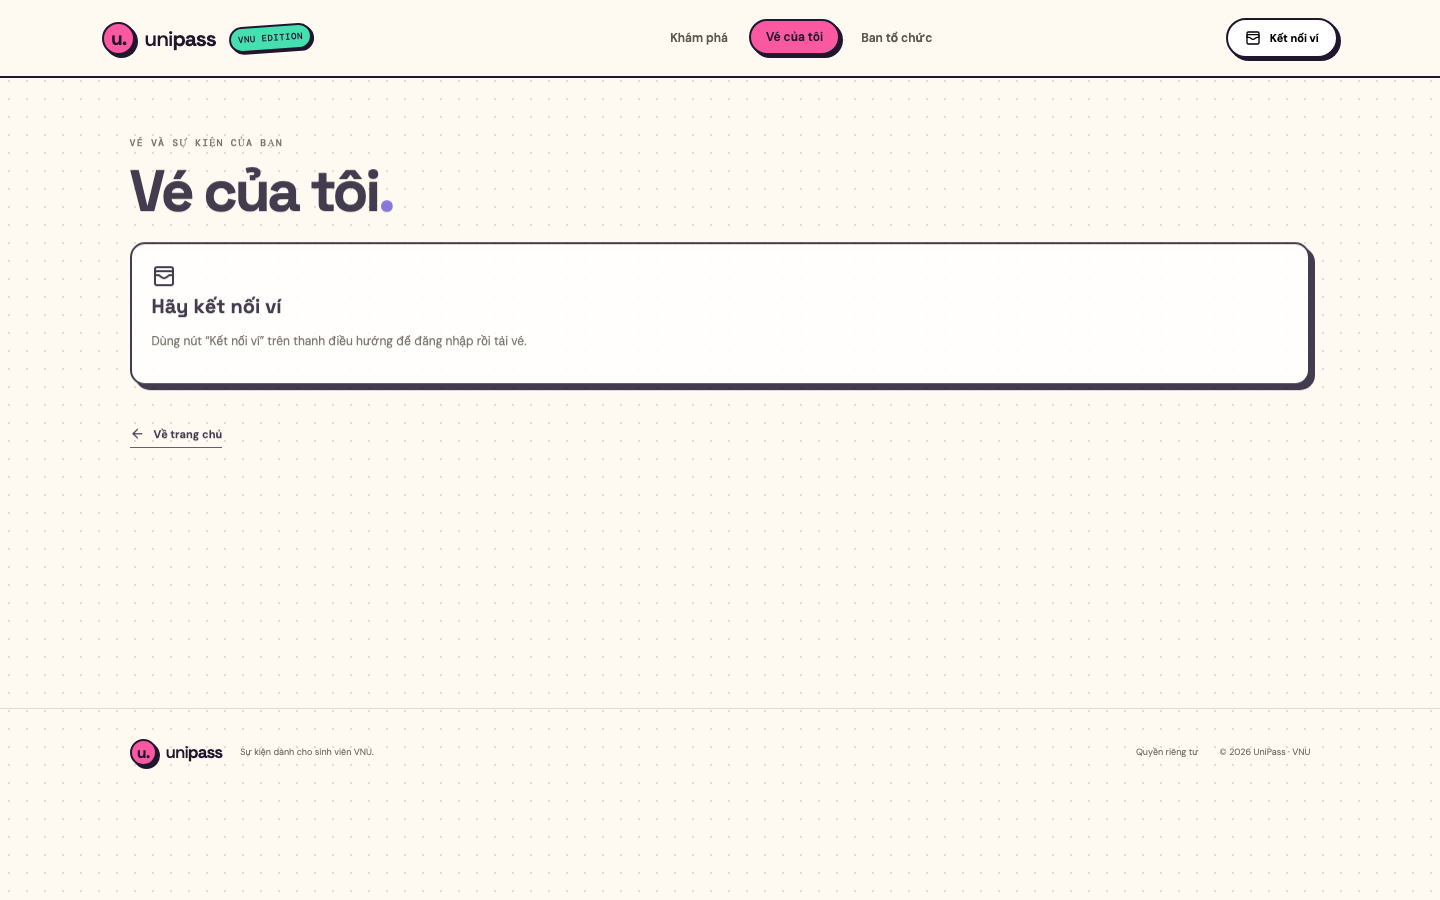 u. unipass VNU EDITION
Khám phá Vé của tôi Ban tổ chức
Kết nối ví
VÉ VÀ SỰ KIỆN CỦA BẠN
Vé của tôi.
Hãy kết nối ví
Dùng nút "Kết nối ví" trên thanh điều hướng để đăng nhập rồi tải vé.
← Về trang chủ
u. unipass Sự kiện dành cho sinh viên VNU.
Quyền riêng tư © 2026 UniPass · VNU